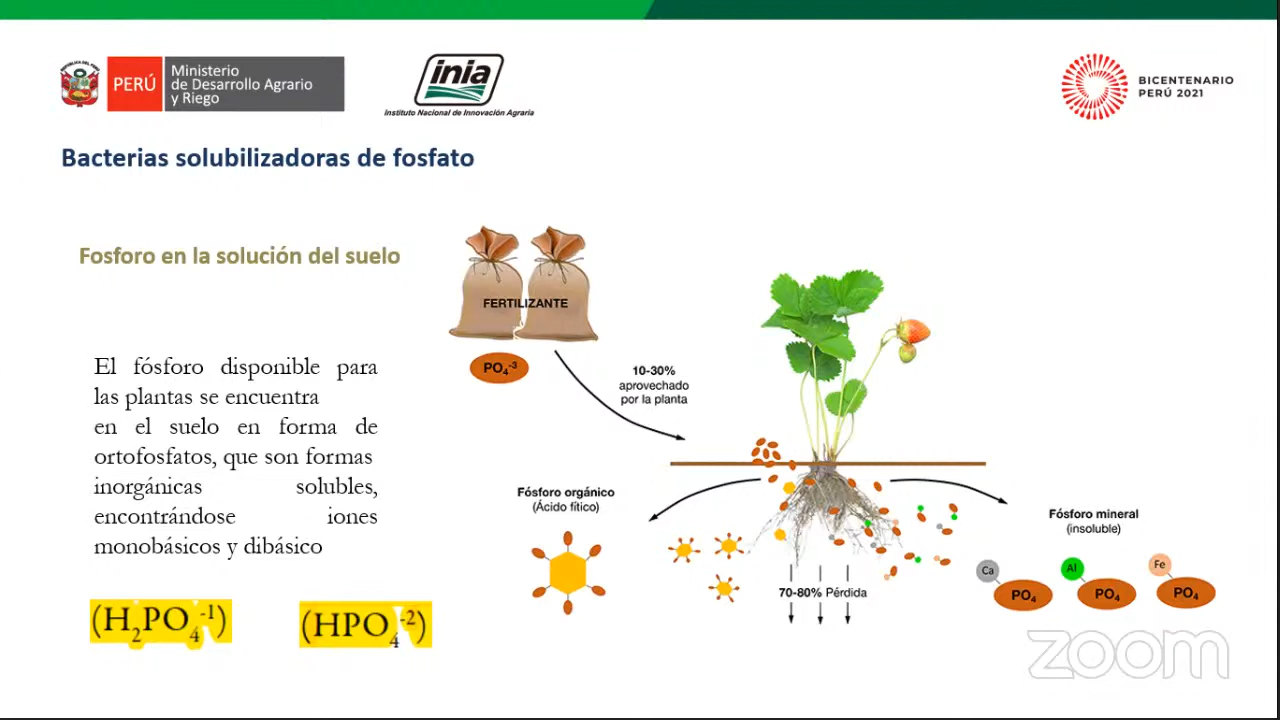 PERÚ
Ministerio
de Desarrollo Agrario
y Riego
inia
Instituto Nacional de Innovación Agraria
BICENTENARIO
PERÚ 2021
Bacterias solubilizadoras de fosfato
Fosforo en la solución del suelo
El fósforo disponible para
las plantas se encuentra
en el suelo en forma de
ortofosfatos, que son formas
inorgánicas solubles,
encontrándose iones
monobásicos y dibásico
(H₂PO₄⁻¹)
(HPO₄⁻²)
FERTILIZANTE
PO₄⁻³
10-30%
aprovechado
por la planta
Fósforo orgánico
(Ácido fítico)
70-80% Pérdida
Fósforo mineral
(insoluble)
Ca
PO₄
Al
PO₄
Fe
PO₄
zoom